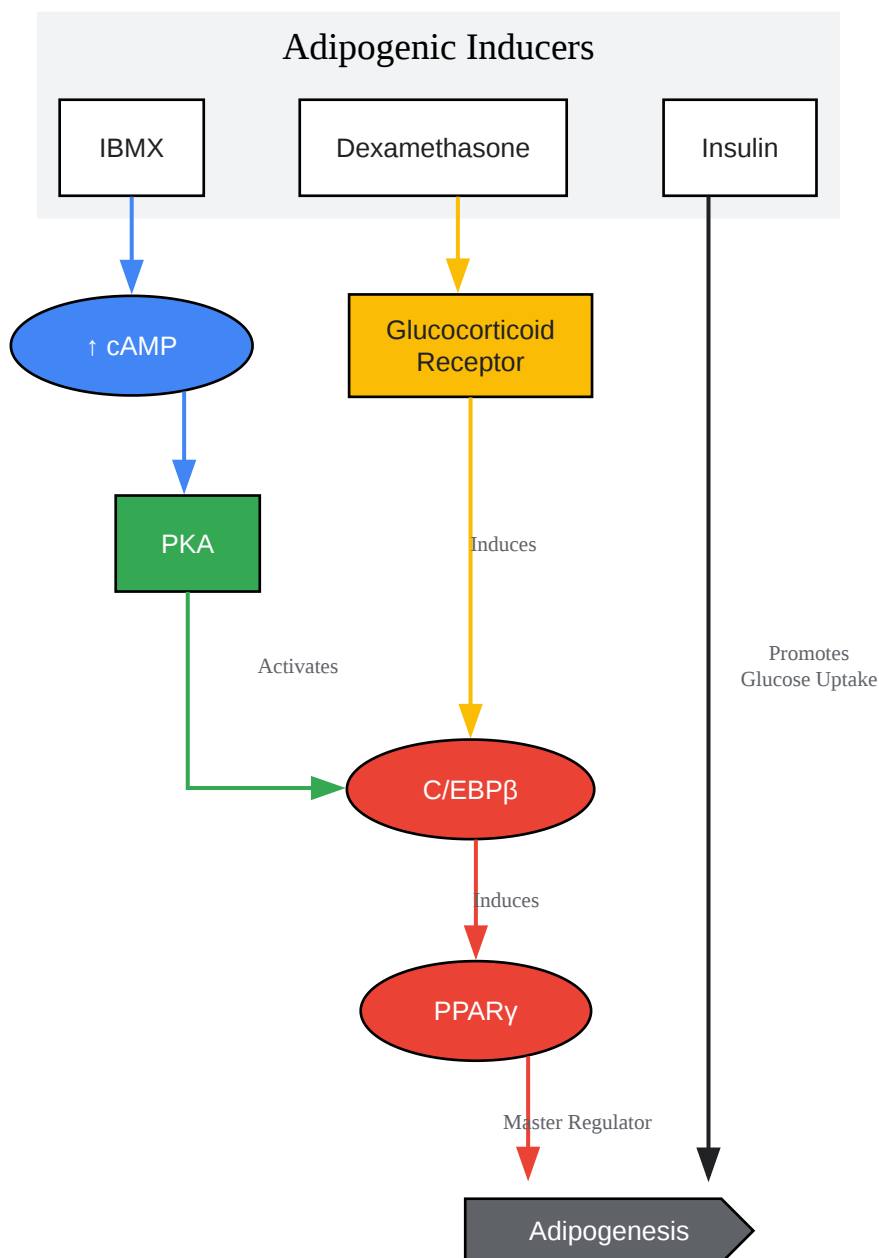 Adipogenic Inducers
IBMX
Dexamethasone
Insulin
↑ cAMP
Glucocorticoid
Receptor
PKA
Induces
Activates
Promotes
Glucose Uptake
C/EBPβ
Induces
PPARγ
Master Regulator
Adipogenesis